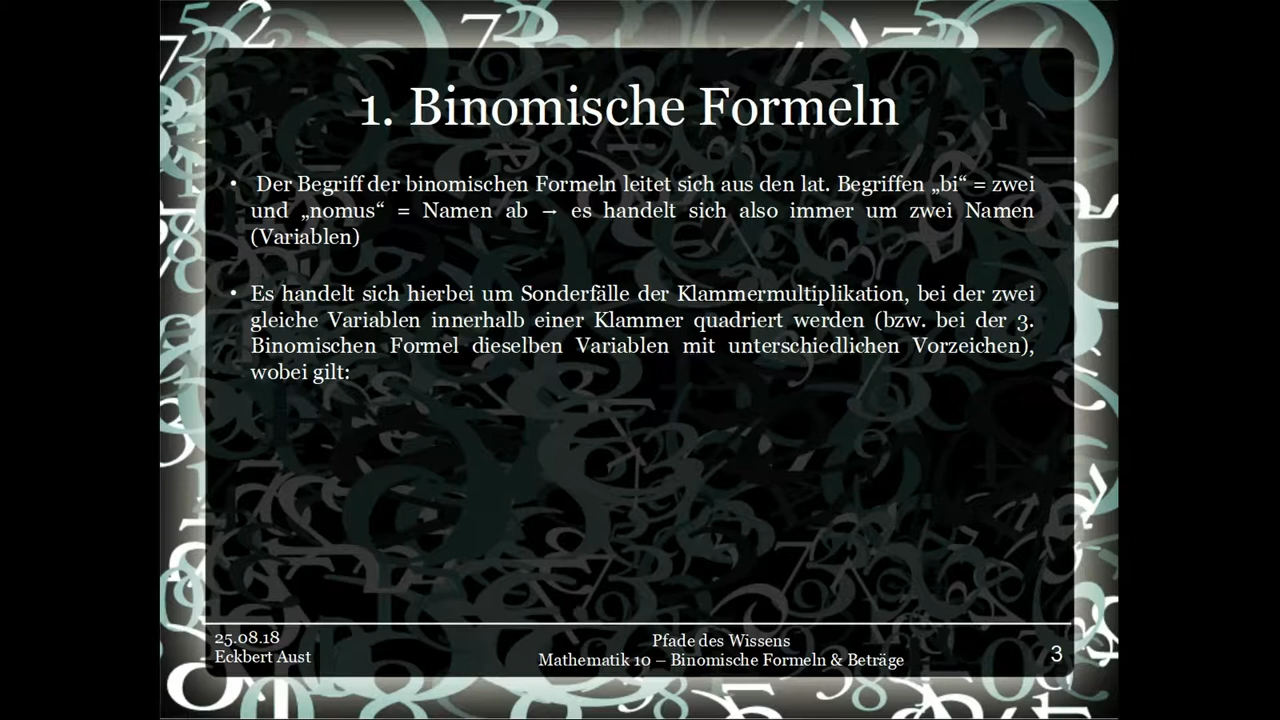 1. Binomische Formeln
• Der Begriff der binomischen Formeln leitet sich aus den lat. Begriffen „bi“ = zwei
und „nomus“ = Namen ab → es handelt sich also immer um zwei Namen
(Variablen)
• Es handelt sich hierbei um Sonderfälle der Klammermultiplikation, bei der zwei
gleiche Variablen innerhalb einer Klammer quadriert werden (bzw. bei der 3.
Binomischen Formel dieselben Variablen mit unterschiedlichen Vorzeichen),
wobei gilt:
25.08.18
Eckbert Aust
Pfade des Wissens
Mathematik 10 – Binomische Formeln & Beträge
3